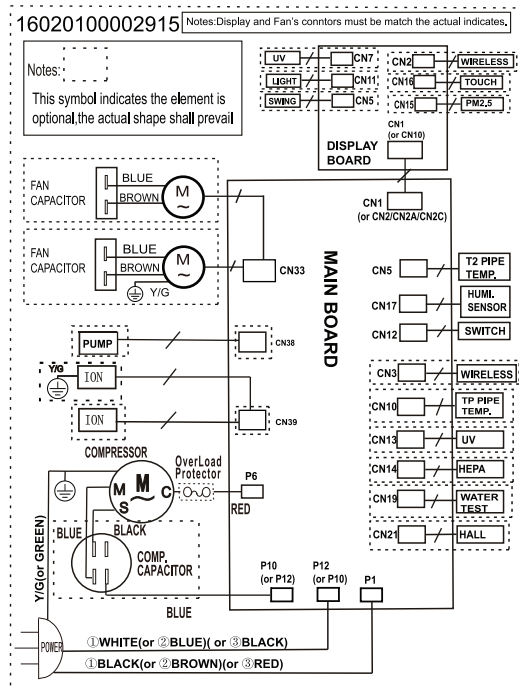 16020100002915
Notes:Display and Fan's conntors must be match the actual indicates.
Notes:
This symbol indicates the element is
optional,the actual shape shall prevail
UV
CN7
LIGHT
CN11
SWING
CN5
CN2
WIRELESS
CN16
TOUCH
CN15
PM2.5
CN1
(or CN10)
DISPLAY
BOARD
CN1
(or CN2/CN2A/CN2C)
FAN
CAPACITOR
BLUE
BROWN
M
FAN
CAPACITOR
BLUE
BROWN
M
Y/G
CN33
MAIN BOARD
CN5
T2 PIPE
TEMP.
CN17
HUMI.
SENSOR
CN12
SWITCH
PUMP
CN38
Y/G
ION
ION
CN39
CN3
WIRELESS
CN10
TP PIPE
TEMP.
CN13
UV
CN14
HEPA
CN19
WATER
TEST
CN21
HALL
COMPRESSOR
M
M
C
S
OverLoad
Protector
P6
RED
BLUE
BLACK
COMP.
CAPACITOR
BLUE
Y/G(or GREEN)
P10
(or P12)
P12
(or P10)
P1
POWER
①WHITE(or ②BLUE)( or ③BLACK)
①BLACK(or ②BROWN)(or ③RED)